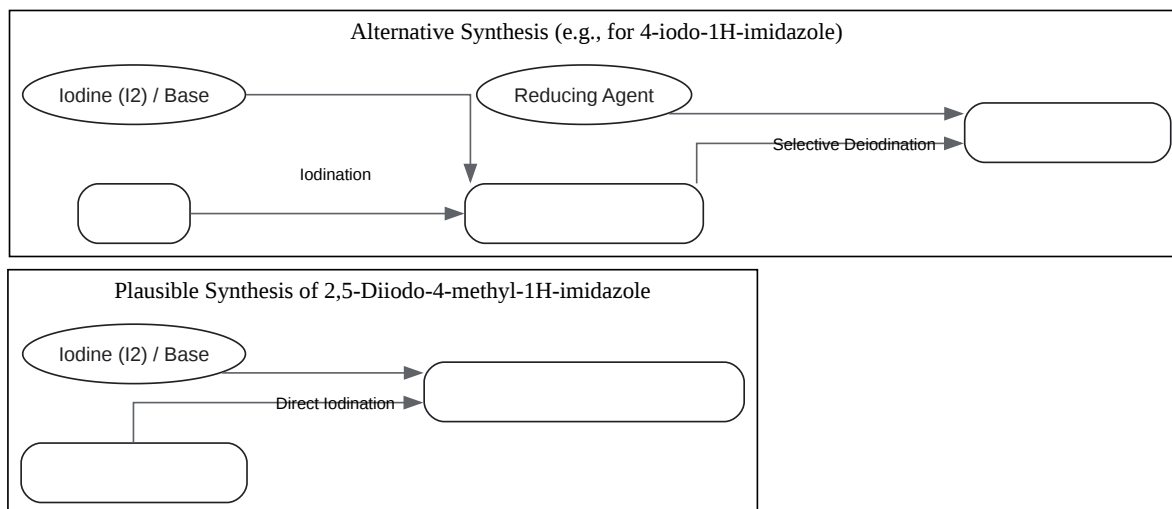 Alternative Synthesis (e.g., for 4-iodo-1H-imidazole)
Iodine (I2) / Base
Reducing Agent
Selective Deiodination
Iodination
Plausible Synthesis of 2,5-Diiodo-4-methyl-1H-imidazole
Iodine (I2) / Base
Direct Iodination